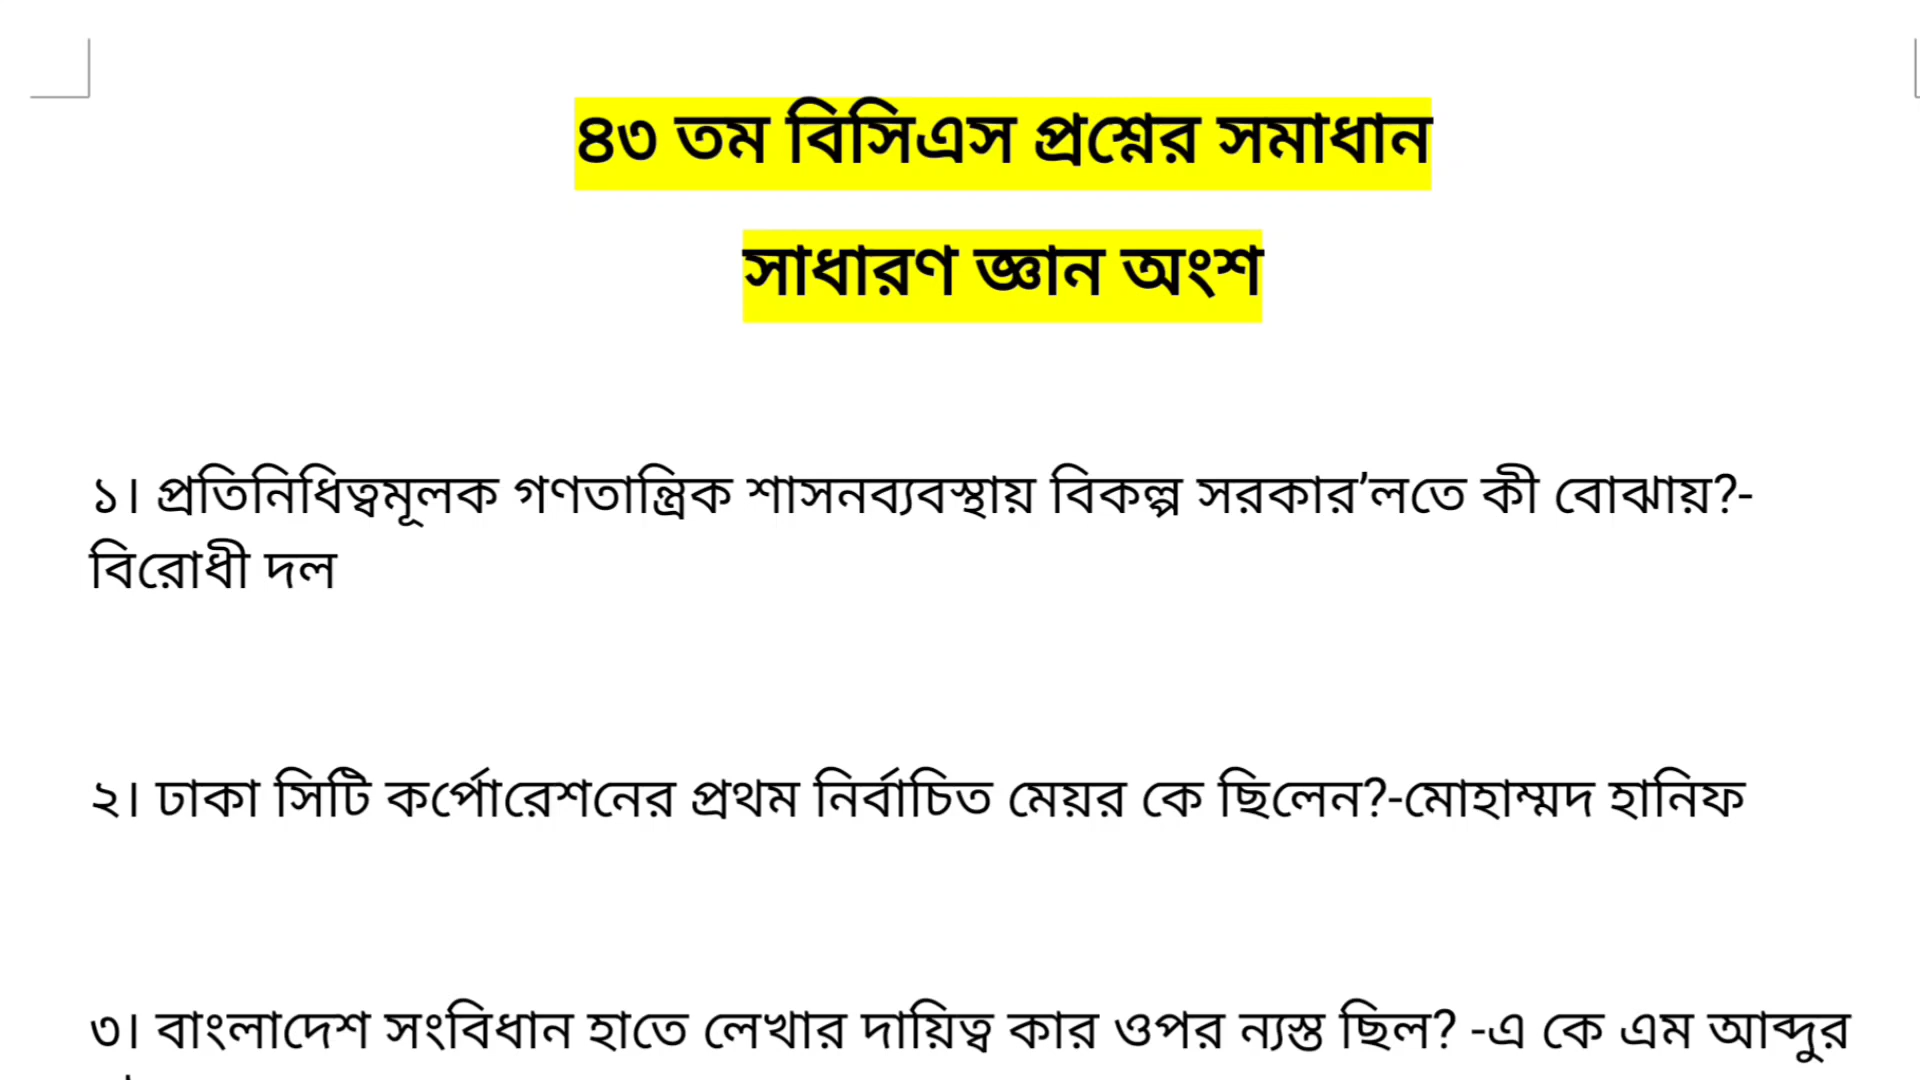 ৪৩ তম বিসিএস প্রশ্নের সমাধান
সাধারণ জ্ঞান অংশ
১। প্রতিনিধিত্বমূলক গণতান্ত্রিক শাসনব্যবস্থায় বিকল্প সরকার’লতে কী বোঝায়?-
বিরোধী দল
২। ঢাকা সিটি কর্পোরেশনের প্রথম নির্বাচিত মেয়র কে ছিলেন?-মোহাম্মদ হানিফ
৩। বাংলাদেশ সংবিধান হাতে লেখার দায়িত্ব কার ওপর ন্যস্ত ছিল? -এ কে এম আব্দুর